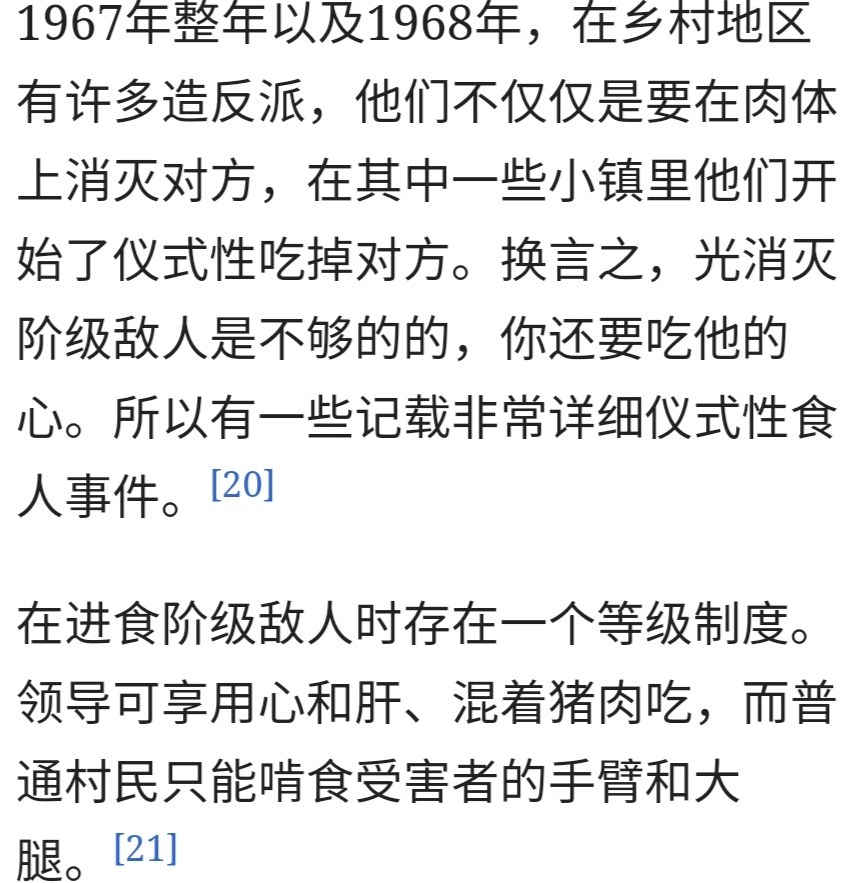 1967年整年以及1968年，在乡村地区
有许多造反派，他们不仅仅是要在肉体
上消灭对方，在其中一些小镇里他们开
始了仪式性吃掉对方。换言之，光消灭
阶级敌人是不够的的，你还要吃他的
心。所以有一些记载非常详细仪式性食
人事件。[20]
在进食阶级敌人时存在一个等级制度。
领导可享用心和肝、混着猪肉吃，而普
通村民只能啃食受害者的手臂和大
腿。[21]